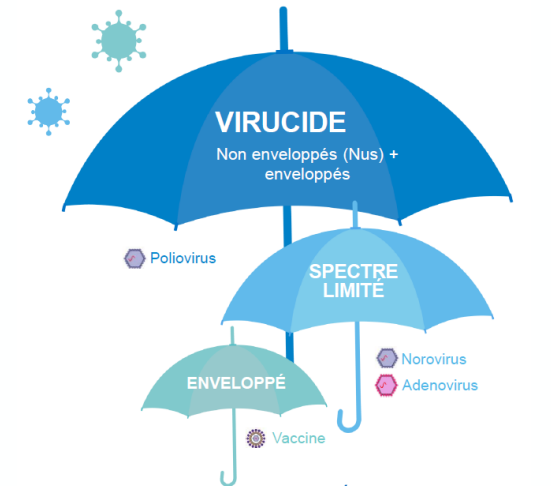 VIRUCIDE
Non enveloppés (Nus) +
enveloppés
Poliovirus
SPECTRE
LIMITÉ
Norovirus
Adenovirus
ENVELOPPÉ
Vaccine